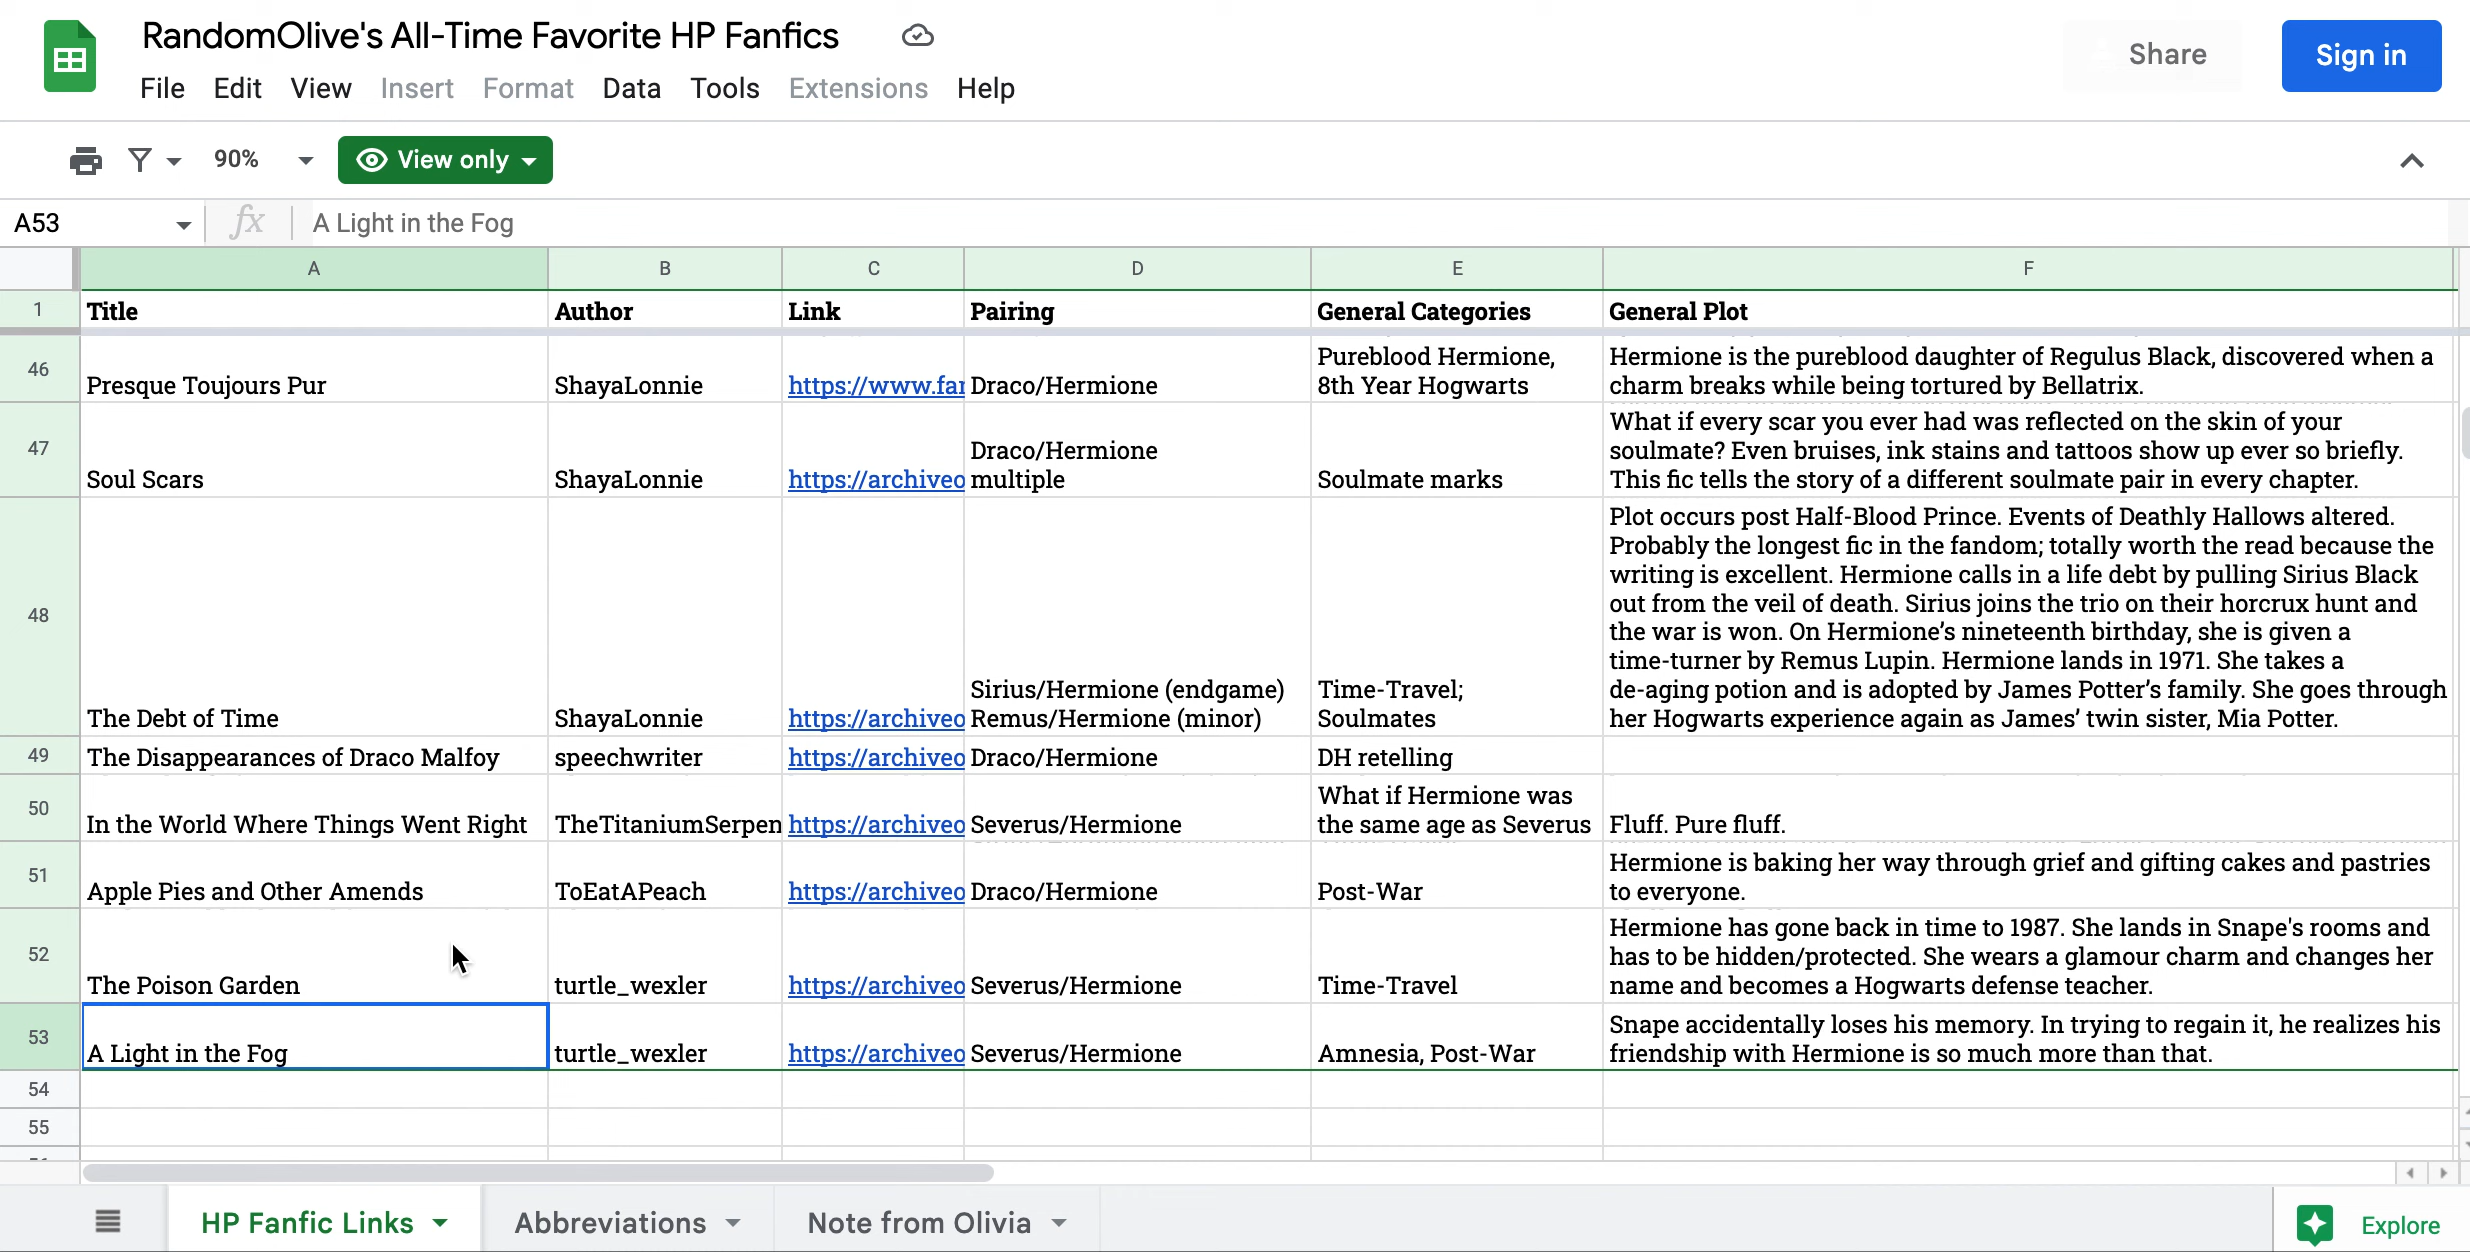 RandomOlive's All-Time Favorite HP Fanfics
Share
Sign in
File Edit View Insert Format Data Tools Extensions Help
90%
View only
A53
fx
A Light in the Fog
A B C D E F
1 Title Author Link Pairing General Categories General Plot
46 Presque Toujours Pur ShayaLonnie https://www.far Draco/Hermione
Pureblood Hermione,
8th Year Hogwarts
Hermione is the pureblood daughter of Regulus Black, discovered when a
charm breaks while being tortured by Bellatrix.
47 Soul Scars ShayaLonnie https://archiveo
Draco/Hermione
multiple
Soulmate marks
What if every scar you ever had was reflected on the skin of your
soulmate? Even bruises, ink stains and tattoos show up ever so briefly.
This fic tells the story of a different soulmate pair in every chapter.
48 The Debt of Time ShayaLonnie https://archiveo
Sirius/Hermione (endgame)
Remus/Hermione (minor)
Time-Travel;
Soulmates
Plot occurs post Half-Blood Prince. Events of Deathly Hallows altered.
Probably the longest fic in the fandom; totally worth the read because the
writing is excellent. Hermione calls in a life debt by pulling Sirius Black
out from the veil of death. Sirius joins the trio on their horcrux hunt and
the war is won. On Hermione’s nineteenth birthday, she is given a
time-turner by Remus Lupin. Hermione lands in 1971. She takes a
de-aging potion and is adopted by James Potter’s family. She goes through
her Hogwarts experience again as James’ twin sister, Mia Potter.
49 The Disappearances of Draco Malfoy speechwriter https://archiveo Draco/Hermione DH retelling
50 In the World Where Things Went Right TheTitaniumSerpen https://archiveo Severus/Hermione
What if Hermione was
the same age as Severus
Fluff. Pure fluff.
51 Apple Pies and Other Amends ToEatAPeach https://archiveo Draco/Hermione Post-War
Hermione is baking her way through grief and gifting cakes and pastries
to everyone.
52 The Poison Garden turtle_wexler https://archiveo Severus/Hermione Time-Travel
Hermione has gone back in time to 1987. She lands in Snape's rooms and
has to be hidden/protected. She wears a glamour charm and changes her
name and becomes a Hogwarts defense teacher.
53 A Light in the Fog turtle_wexler https://archiveo Severus/Hermione Amnesia, Post-War
Snape accidentally loses his memory. In trying to regain it, he realizes his
friendship with Hermione is so much more than that.
54
55
HP Fanfic Links Abbreviations Note from Olivia
Explore